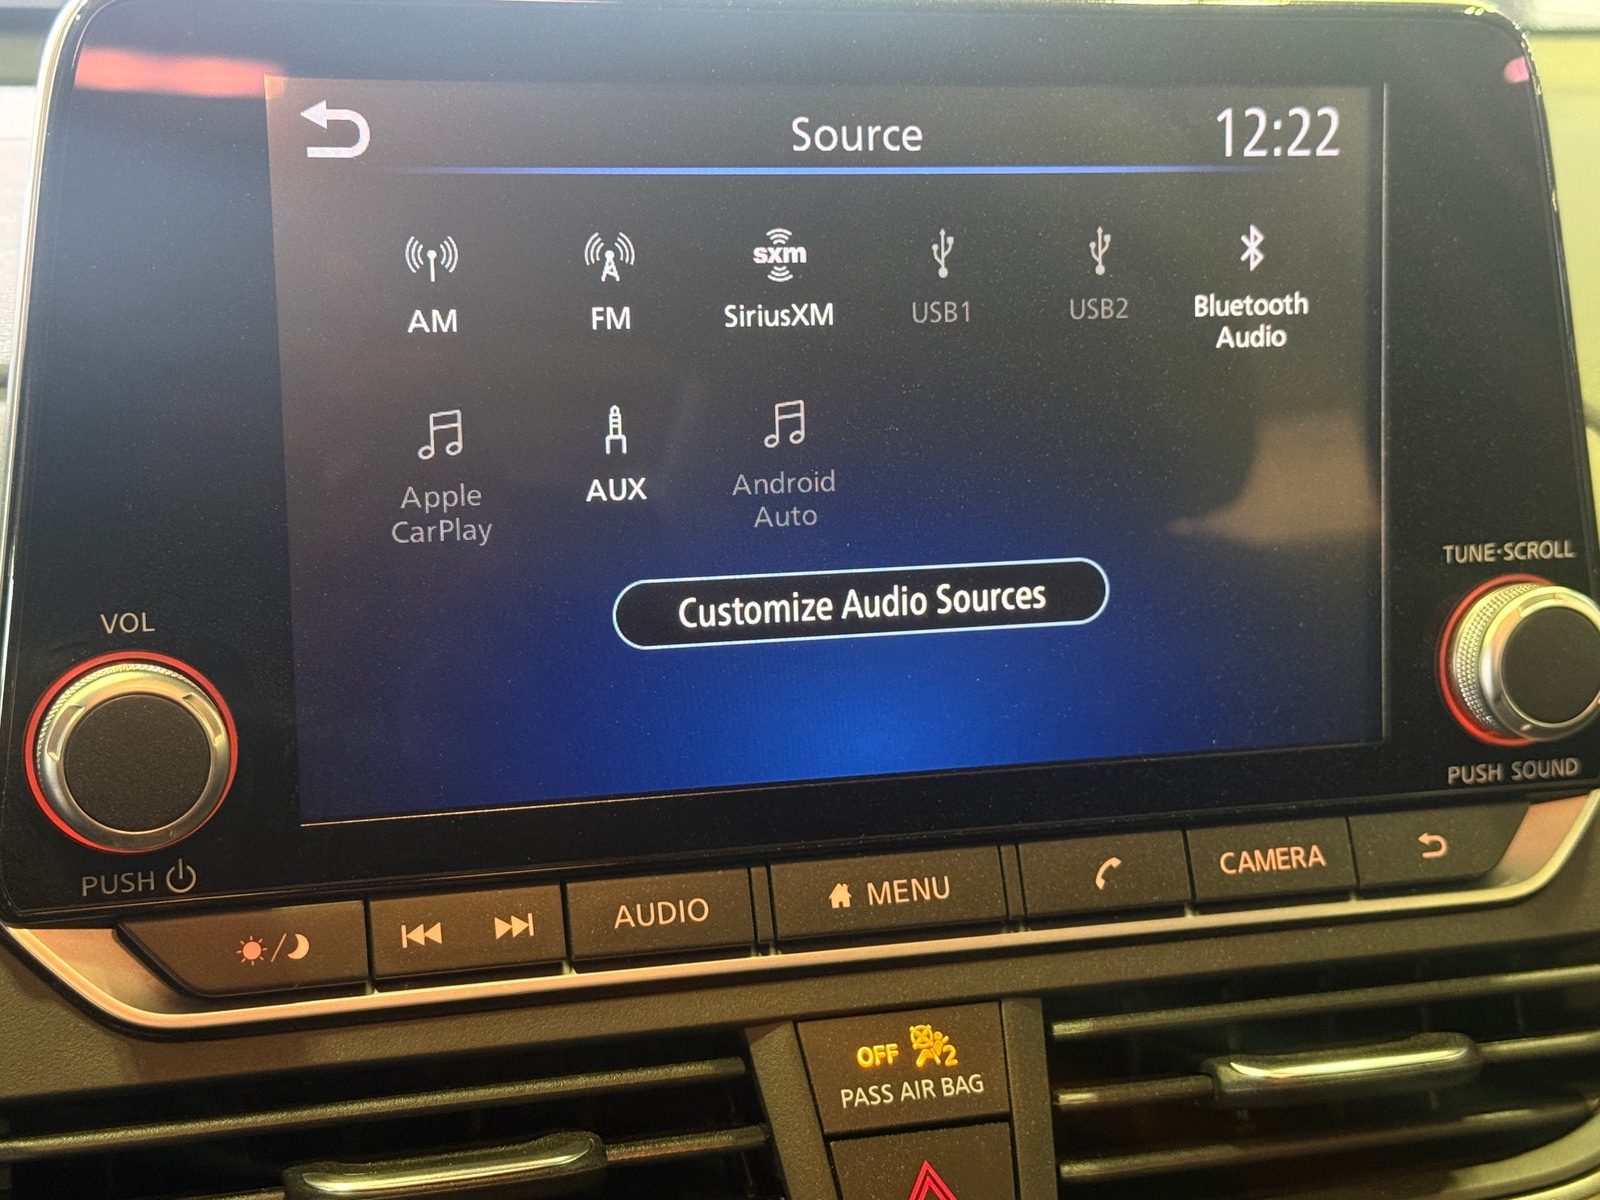 Source
12:22
sxm
AM
FM
SiriusXM
USB1
USB2
Bluetooth
Audio
Apple
CarPlay
AUX
Android
Auto
Customize Audio Sources
VOL
PUSH
TUNE·SCROLL
PUSH SOUND
AUDIO
MENU
CAMERA
OFF 2
PASS AIR BAG